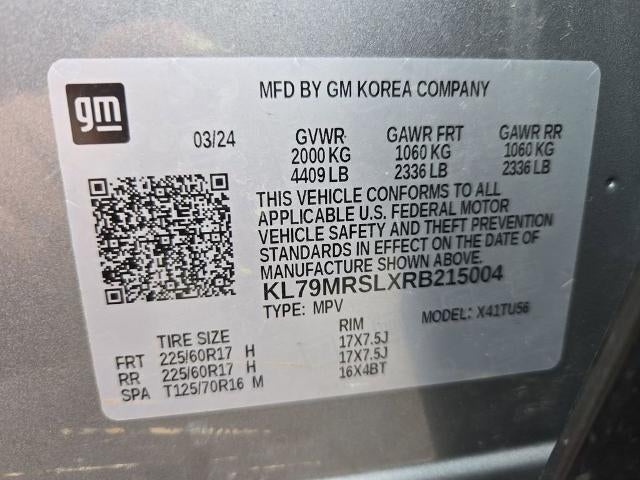 gm
MFD BY GM KOREA COMPANY
03/24 GVWR GAWR FRT GAWR RR
2000 KG 1060 KG 1060 KG
4409 LB 2336 LB 2336 LB
THIS VEHICLE CONFORMS TO ALL
APPLICABLE U.S. FEDERAL MOTOR
VEHICLE SAFETY AND THEFT PREVENTION
STANDARDS IN EFFECT ON THE DATE OF
MANUFACTURE SHOWN ABOVE.
KL79MRSLXRB215004
TYPE: MPV MODEL: X41TU56
TIRE SIZE RIM
FRT 225/60R17 H 17X7.5J
RR 225/60R17 H 17X7.5J
SPA T125/70R16 M 16X4BT